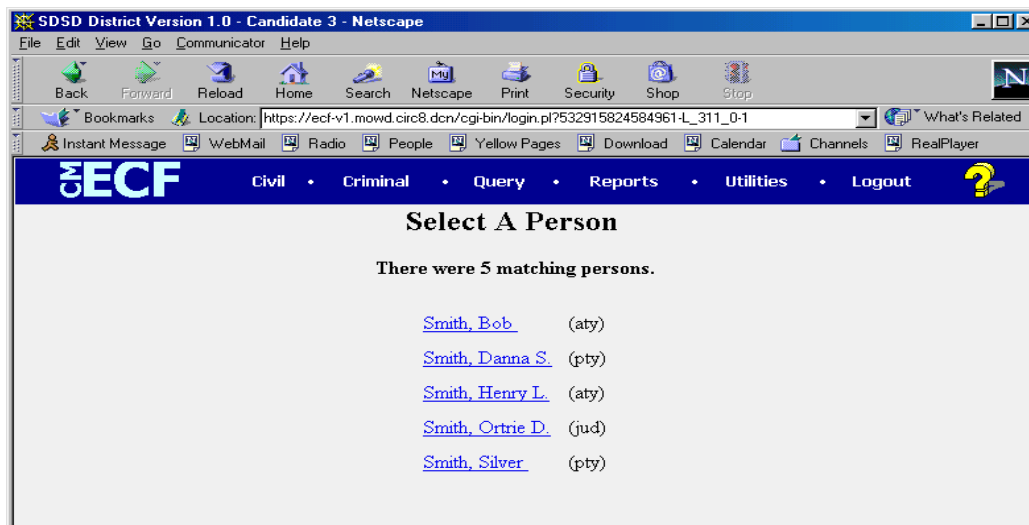 SDSD District Version 1.0 - Candidate 3 - Netscape
File Edit View Go Communicator Help
Back Forward Reload Home Search Netscape Print Security Shop Stop
My
N
Bookmarks Location: https://ecf-v1.mowd.circ8.dcn/cgi-bin/login.pl?532915824584961-L_311_0-1 What's Related
Instant Message WebMail Radio People Yellow Pages Download Calendar Channels RealPlayer
CM ECF Civil • Criminal • Query • Reports • Utilities • Logout ?
Select A Person
There were 5 matching persons.
Smith, Bob (aty)
Smith, Danna S. (pty)
Smith, Henry L. (aty)
Smith, Ortrie D. (jud)
Smith, Silver (pty)